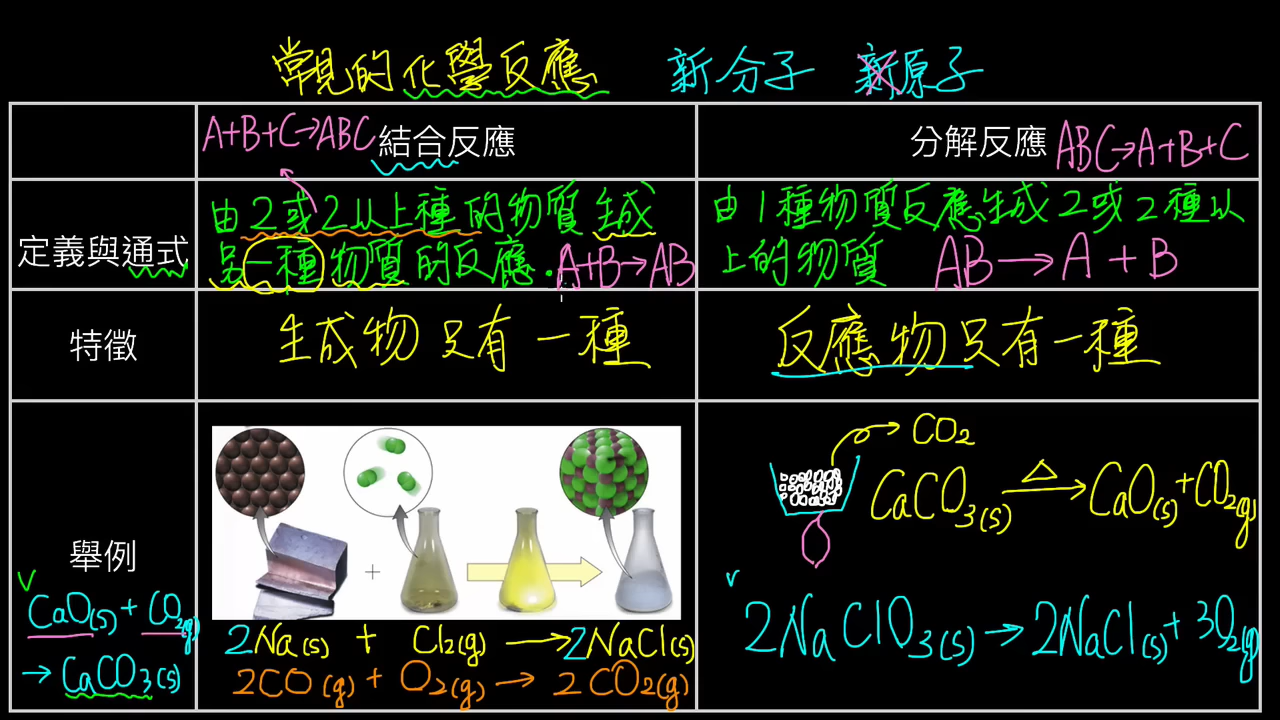 常見的化學反應 新分子 新原子
A+B+C→ABC 結合反應
分解反應 ABC→A+B+C
定義與通式
由2或2以上種的物質生成
另一種物質的反應. A+B→AB
由1種物質反應生成2或2種以
上的物質 AB→A+B
特徵
生成物只有一種
反應物只有一種
舉例
CaO(s)+CO2(g)
→CaCO3(s)
+
2Na(s) + Cl2(g) →2NaCl(s)
2CO(g)+O2(g)→2CO2(g)
CO2
CaCO3(s) △→ CaO(s)+CO2(g)
2NaClO3(s)→2NaCl(s)+3O2(g)